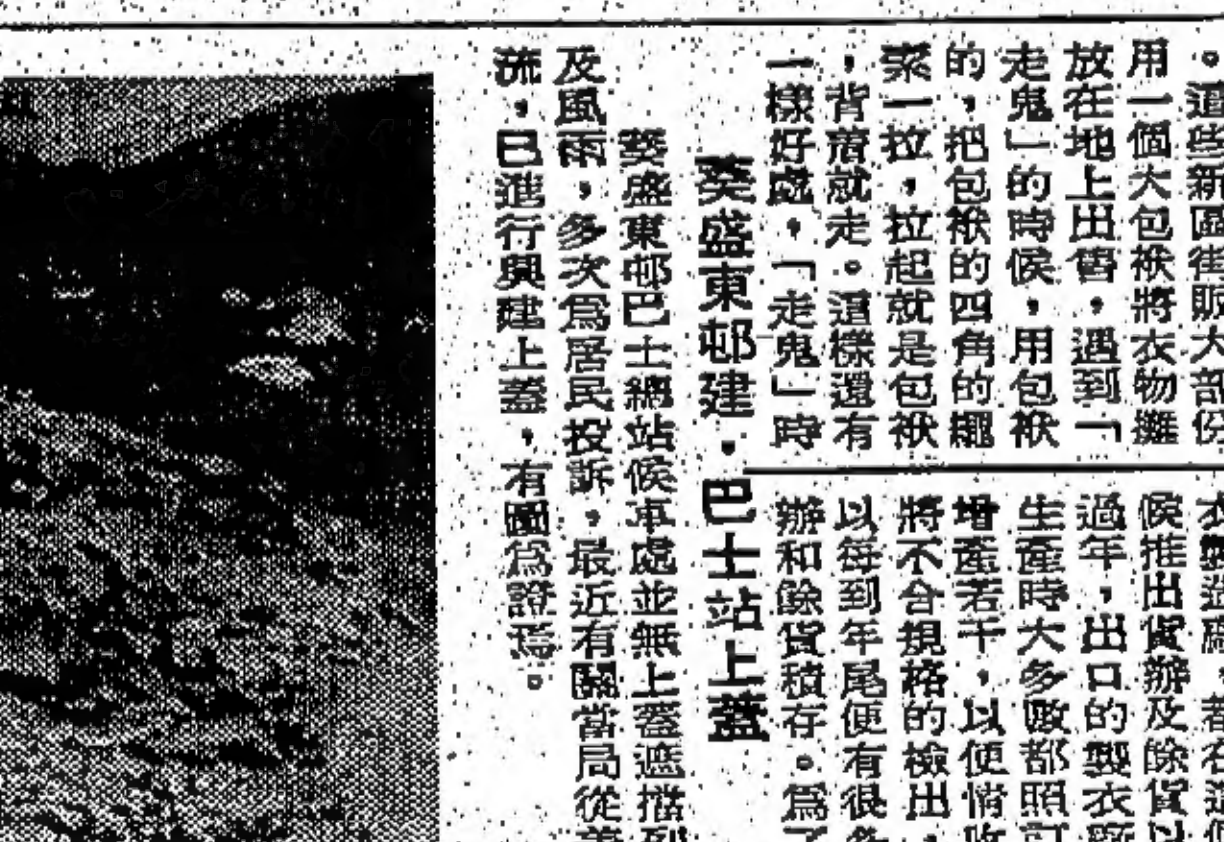 。這些新區街販大部份
用一個大包袱將衣物攤
放在地上出售，遇到「
走鬼」的時候，用包袱
的，把包袱的四角的繩
索一拉，拉起就是包袱
，背着就走。這樣還有
一樣好處，「走鬼」時
候推出貨辦及餘貨以
過年，出口的製衣廠
生產時大多數都照訂
增產若干，以便備收
將不合規格的檢出，
以每到年尾便有很多
辦和餘貨積存。爲了
葵盛東邨建·巴士站上蓋
葵盛東邨巴士總站候車處並無上蓋遮擋烈
及風雨，多次爲居民投訴，最近有關當局從善
流，已進行興建上蓋，有圖爲證焉。